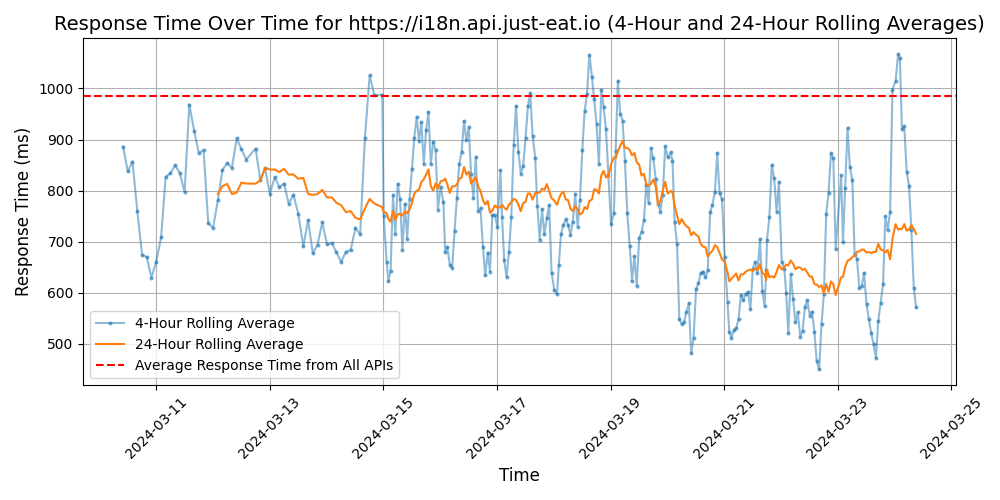 Response Time Over Time for https://i18n.api.just-eat.io (4-Hour and 24-Hour Rolling Averages)
Response Time (ms)
1000
900
800
700
600
500
4-Hour Rolling Average
24-Hour Rolling Average
Average Response Time from All APIs
2024-03-11
2024-03-13
2024-03-15
2024-03-17
2024-03-19
2024-03-21
2024-03-23
2024-03-25
Time